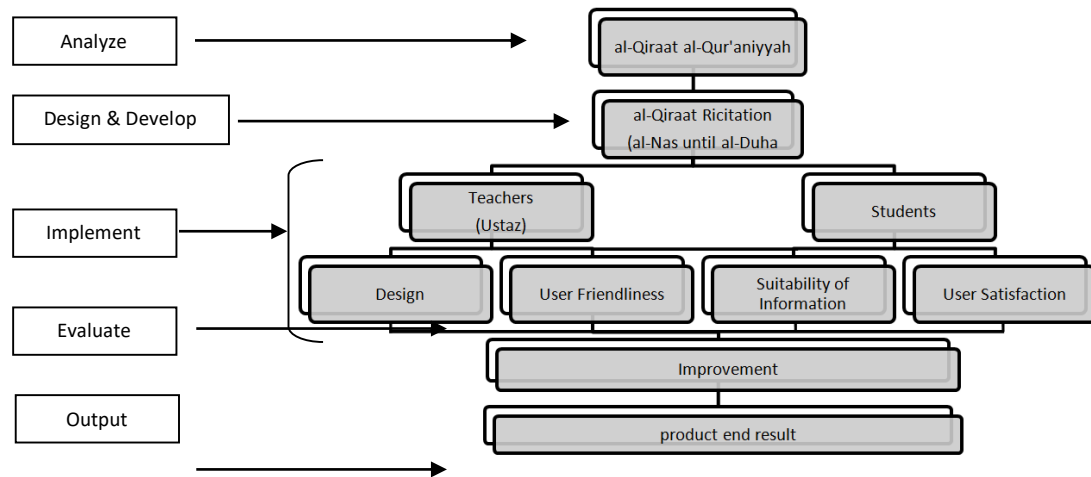 Analyze
al-Qiraat al-Qur'aniyyah
Design & Develop
al-Qiraat Ricitation
(al-Nas until al-Duha
Implement
Teachers
(Ustaz)
Students
Design
User Friendliness
Suitability of
Information
User Satisfaction
Evaluate
Improvement
Output
product end result